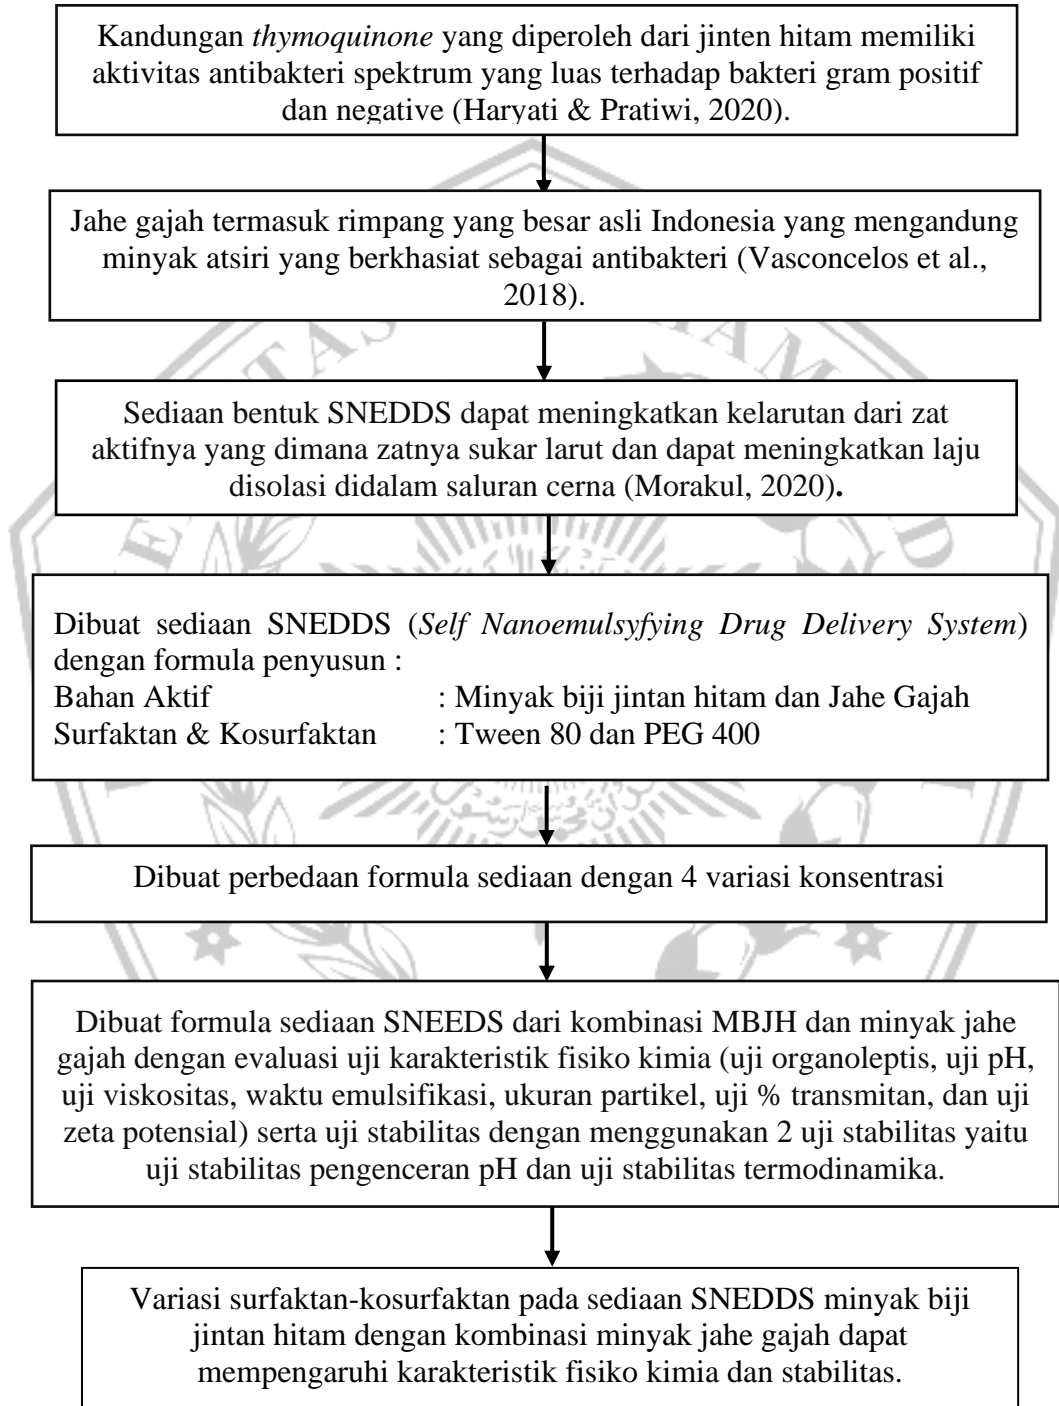 Kandungan thymoquinone yang diperoleh dari jinten hitam memiliki
aktivitas antibakteri spektrum yang luas terhadap bakteri gram positif
dan negative (Haryati & Pratiwi, 2020).
Jahe gajah termasuk rimpang yang besar asli Indonesia yang mengandung
minyak atsiri yang berkhasiat sebagai antibakteri (Vasconcelos et al.,
2018).
Sediaan bentuk SNEDDS dapat meningkatkan kelarutan dari zat
aktifnya yang dimana zatnya sukar larut dan dapat meningkatkan laju
disolasi didalam saluran cerna (Morakul, 2020).
Dibuat sediaan SNEDDS (Self Nanoemulsyfying Drug Delivery System)
dengan formula penyusun :
Bahan Aktif : Minyak biji jintan hitam dan Jahe Gajah
Surfaktan & Kosurfaktan : Tween 80 dan PEG 400
Dibuat perbedaan formula sediaan dengan 4 variasi konsentrasi
Dibuat formula sediaan SNEEDS dari kombinasi MBJH dan minyak jahe
gajah dengan evaluasi uji karakteristik fisiko kimia (uji organoleptis, uji pH,
uji viskositas, waktu emulsifikasi, ukuran partikel, uji % transmitan, dan uji
zeta potensial) serta uji stabilitas dengan menggunakan 2 uji stabilitas yaitu
uji stabilitas pengenceran pH dan uji stabilitas termodinamika.
Variasi surfaktan-kosurfaktan pada sediaan SNEDDS minyak biji
jintan hitam dengan kombinasi minyak jahe gajah dapat
mempengaruhi karakteristik fisiko kimia dan stabilitas.